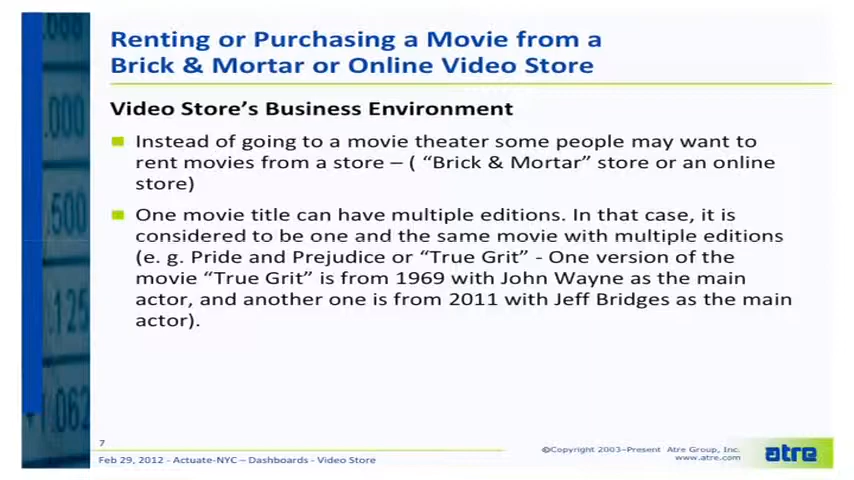 Renting or Purchasing a Movie from a
Brick & Mortar or Online Video Store
Video Store's Business Environment
Instead of going to a movie theater some people may want to
rent movies from a store – ( “Brick & Mortar” store or an online
store)
One movie title can have multiple editions. In that case, it is
considered to be one and the same movie with multiple editions
(e. g. Pride and Prejudice or “True Grit” - One version of the
movie “True Grit” is from 1969 with John Wayne as the main
actor, and another one is from 2011 with Jeff Bridges as the main
actor).
.000
.500
.125
1.062
7
Feb 29, 2012 - Actuate-NYC – Dashboards - Video Store
©Copyright 2003–Present Atre Group, Inc.
www.atre.com
atre